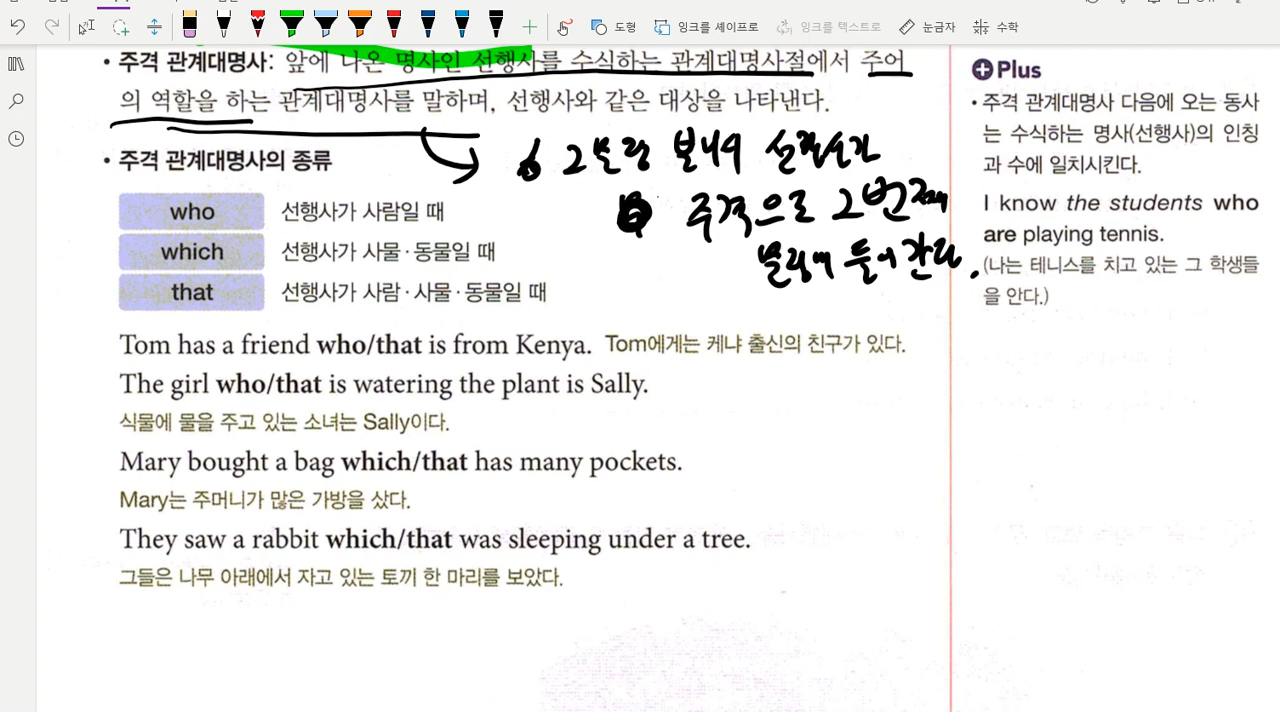 도형
잉크를 셰이프로
잉크를 텍스트로
눈금자
수학
• 주격 관계대명사: 앞에 나온 명사인 선행사를 수식하는 관계대명사절에서 주어
의 역할을 하는 관계대명사를 말하며, 선행사와 같은 대상을 나타낸다.
주격으로 2번째
들어간다.
• 주격 관계대명사의 종류
who 선행사가 사람일 때
which 선행사가 사물·동물일 때
that 선행사가 사람·사물·동물일 때
Tom has a friend who/that is from Kenya. Tom에게는 케냐 출신의 친구가 있다.
The girl who/that is watering the plant is Sally.
식물에 물을 주고 있는 소녀는 Sally이다.
Mary bought a bag which/that has many pockets.
Mary는 주머니가 많은 가방을 샀다.
They saw a rabbit which/that was sleeping under a tree.
그들은 나무 아래에서 자고 있는 토끼 한 마리를 보았다.
+Plus
• 주격 관계대명사 다음에 오는 동사
는 수식하는 명사(선행사)의 인칭
과 수에 일치시킨다.
I know the students who
are playing tennis.
(나는 테니스를 치고 있는 그 학생들
을 안다.)